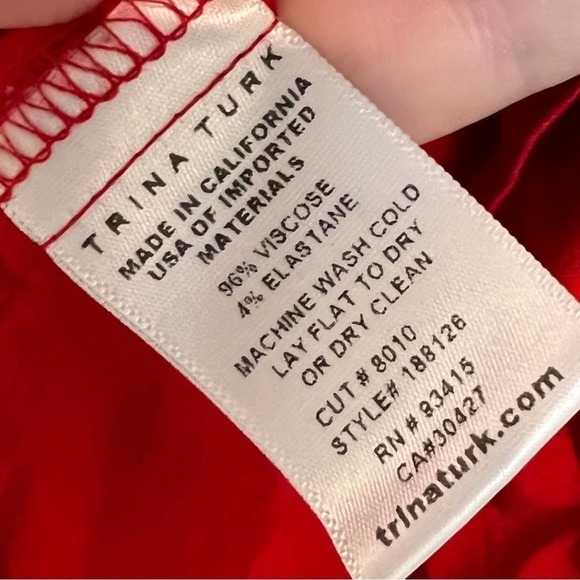 TRINA TURK
MADE IN CALIFORNIA
USA OF IMPORTED
MATERIALS
96% VISCOSE
4% ELASTANE
MACHINE WASH COLD
LAY FLAT TO DRY
OR DRY CLEAN
CUT # 8010
STYLE# 188126
RN # 93415
CA#30427
trinaturk.com